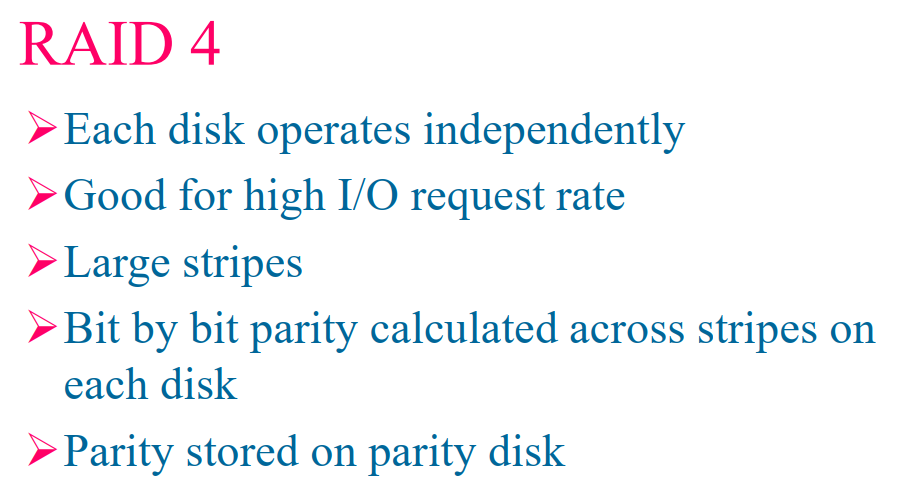 RAID 4
➢Each disk operates independently
➢Good for high I/O request rate
➢Large stripes
➢Bit by bit parity calculated across stripes on
each disk
➢Parity stored on parity disk